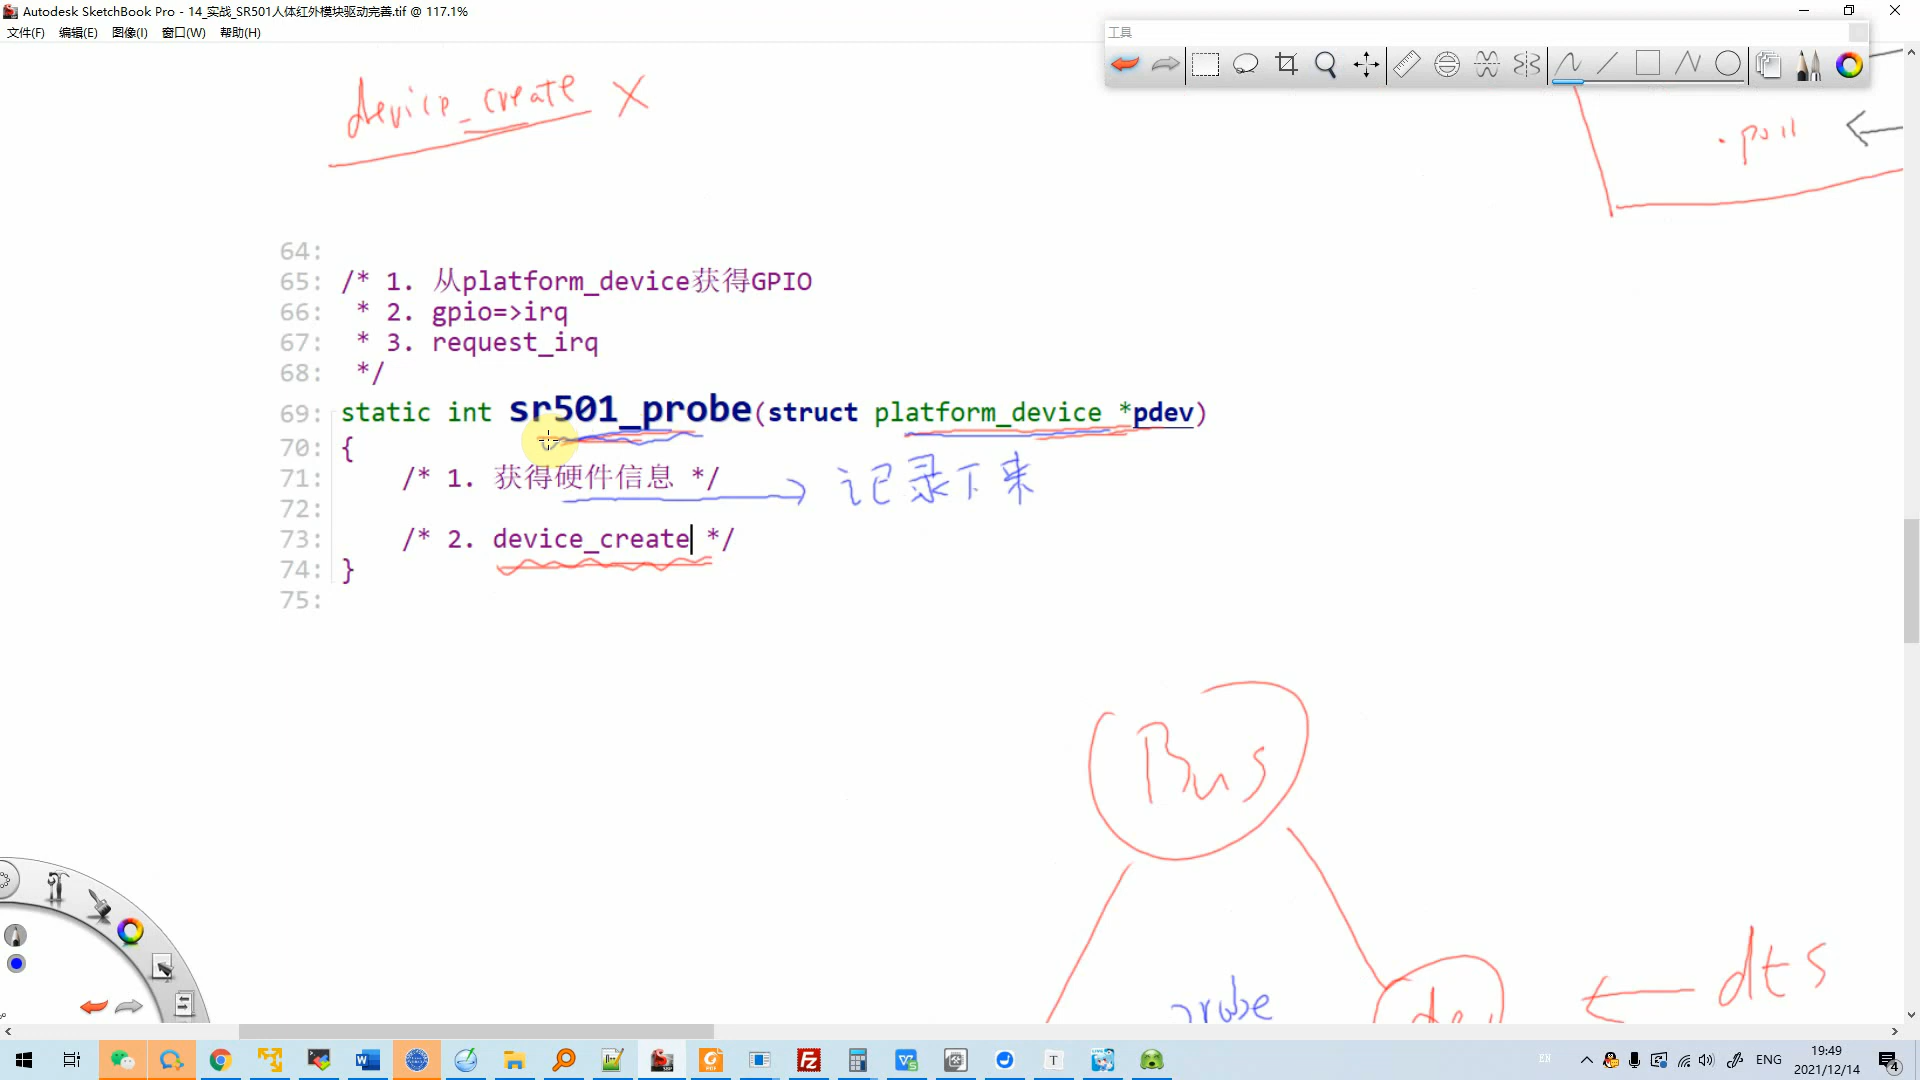 Autodesk SketchBook Pro - 14_实战_SR501人体红外模块驱动完善.tif @ 117.1%
文件(F) 编辑(E) 图像(I) 窗口(W) 帮助(H)
工具
device_create X
.poll
64:
65: /* 1. 从platform_device获得GPIO
66: * 2. gpio=>irq
67: * 3. request_irq
68: */
69: static int sr501_probe(struct platform_device *pdev)
70: {
71: /* 1. 获得硬件信息 */ 记录下来
72:
73: /* 2. device_create */
74: }
75:
Bus
dts
probe
ENG
19:49
2021/12/14
4